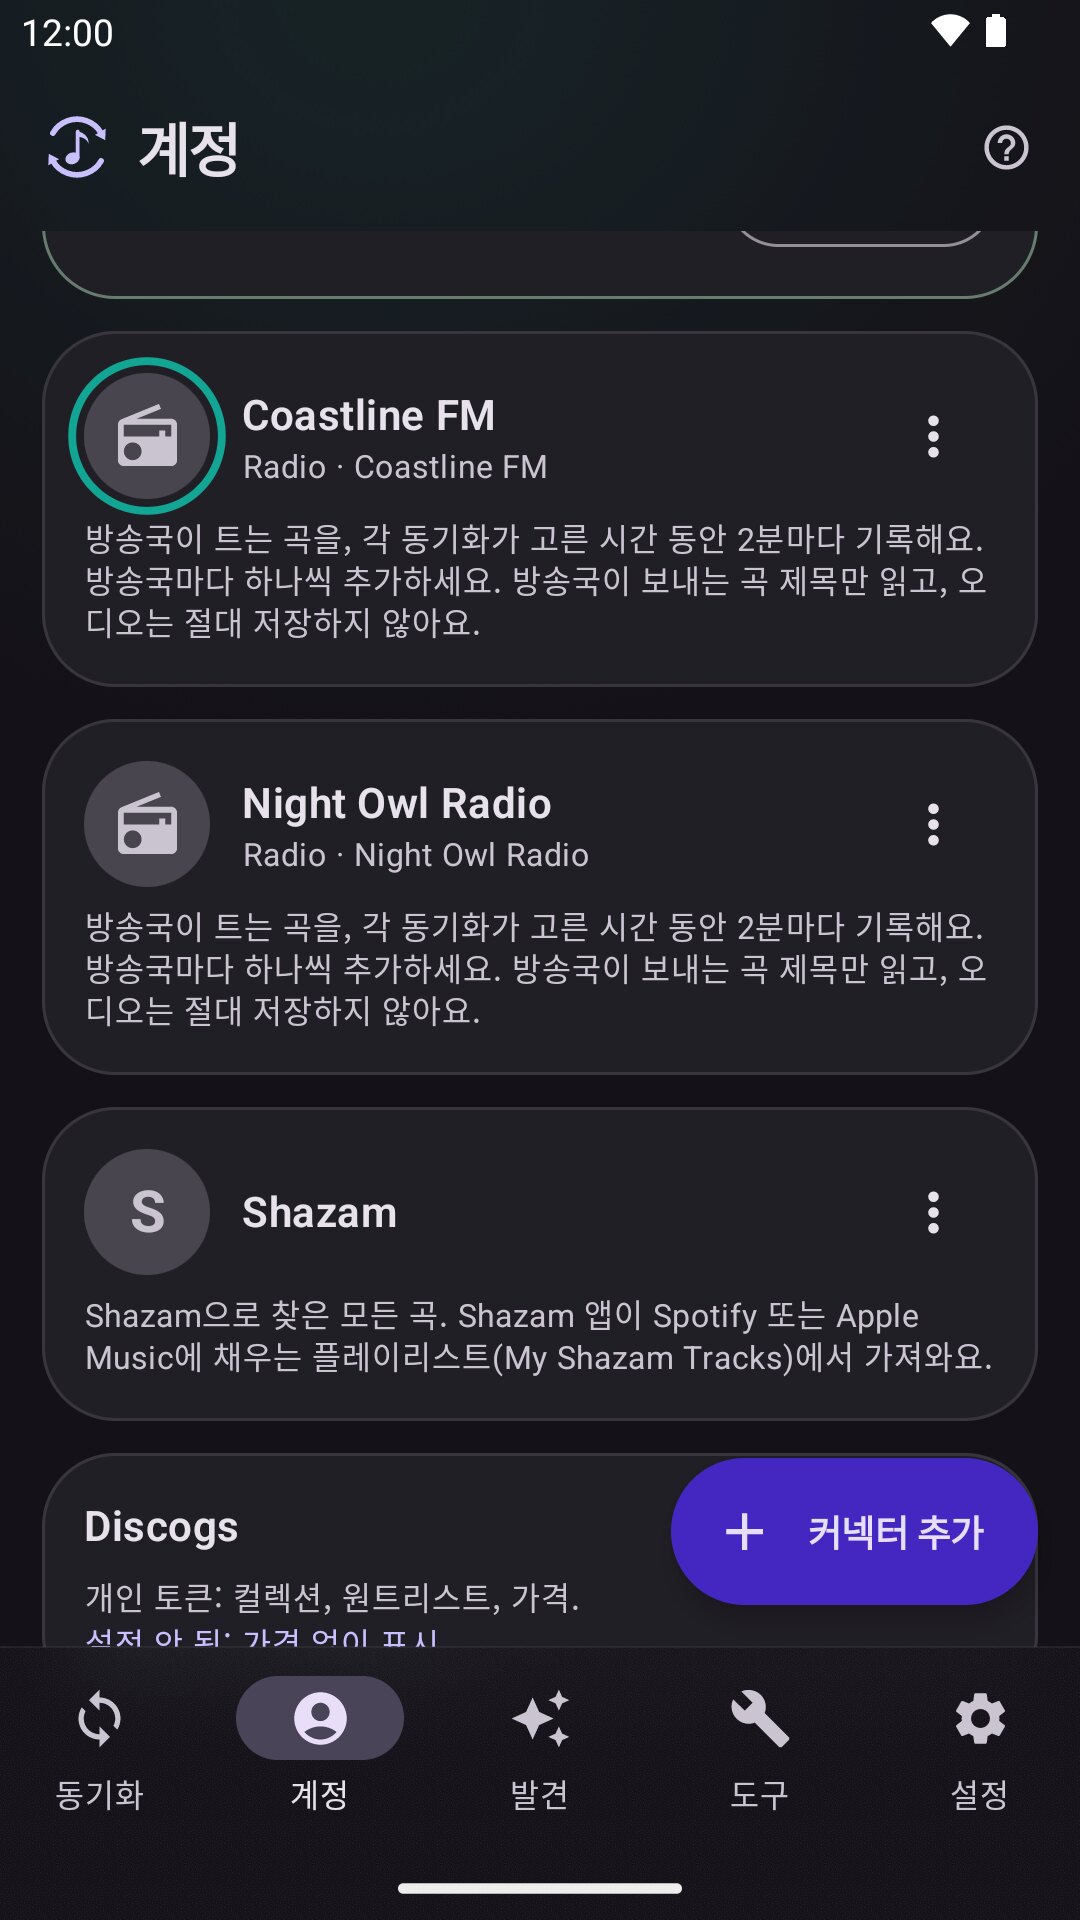 12:00
계정
Coastline FM
Radio · Coastline FM
방송국이 트는 곡을, 각 동기화가 고른 시간 동안 2분마다 기록해요.
방송국마다 하나씩 추가하세요. 방송국이 보내는 곡 제목만 읽고, 오
디오는 절대 저장하지 않아요.
Night Owl Radio
Radio · Night Owl Radio
방송국이 트는 곡을, 각 동기화가 고른 시간 동안 2분마다 기록해요.
방송국마다 하나씩 추가하세요. 방송국이 보내는 곡 제목만 읽고, 오
디오는 절대 저장하지 않아요.
S
Shazam
Shazam으로 찾은 모든 곡. Shazam 앱이 Spotify 또는 Apple
Music에 채우는 플레이리스트(My Shazam Tracks)에서 가져와요.
Discogs
커넥터 추가
개인 토큰: 컬렉션, 원트리스트, 가격.
설정 안 됨: 가격 없이 표시
동기화
계정
발견
도구
설정